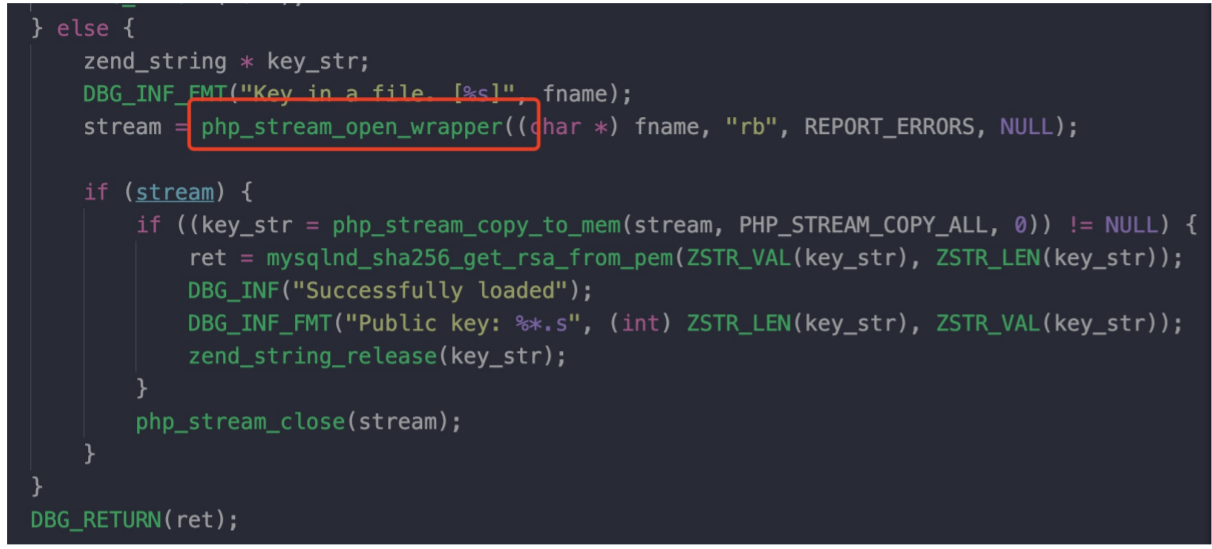 } else {
zend_string * key_str;
DBG_INF_FMT("Key in a file. [%s]", fname);
stream = php_stream_open_wrapper((char *) fname, "rb", REPORT_ERRORS, NULL);
if (stream) {
if ((key_str = php_stream_copy_to_mem(stream, PHP_STREAM_COPY_ALL, 0)) != NULL) {
ret = mysqlnd_sha256_get_rsa_from_pem(ZSTR_VAL(key_str), ZSTR_LEN(key_str));
DBG_INF("Successfully loaded");
DBG_INF_FMT("Public key: %*.s", (int) ZSTR_LEN(key_str), ZSTR_VAL(key_str));
zend_string_release(key_str);
}
php_stream_close(stream);
}
}
DBG_RETURN(ret);